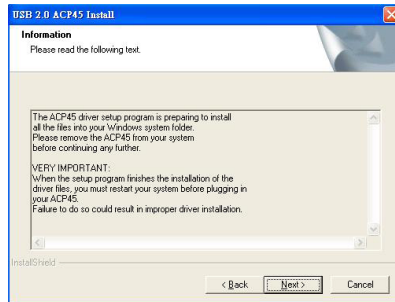 USB 2.0 ACP45 Install
Information
Please read the following text.
The ACP45 driver setup program is preparing to install
all the files into your Windows system folder.
Please remove the ACP45 from your system
before continuing any further.
VERY IMPORTANT:
When the setup program finishes the installation of the
driver files, you must restart your system before plugging in
your ACP45.
Failure to do so could result in improper driver installation.
InstallShield
< Back Next > Cancel